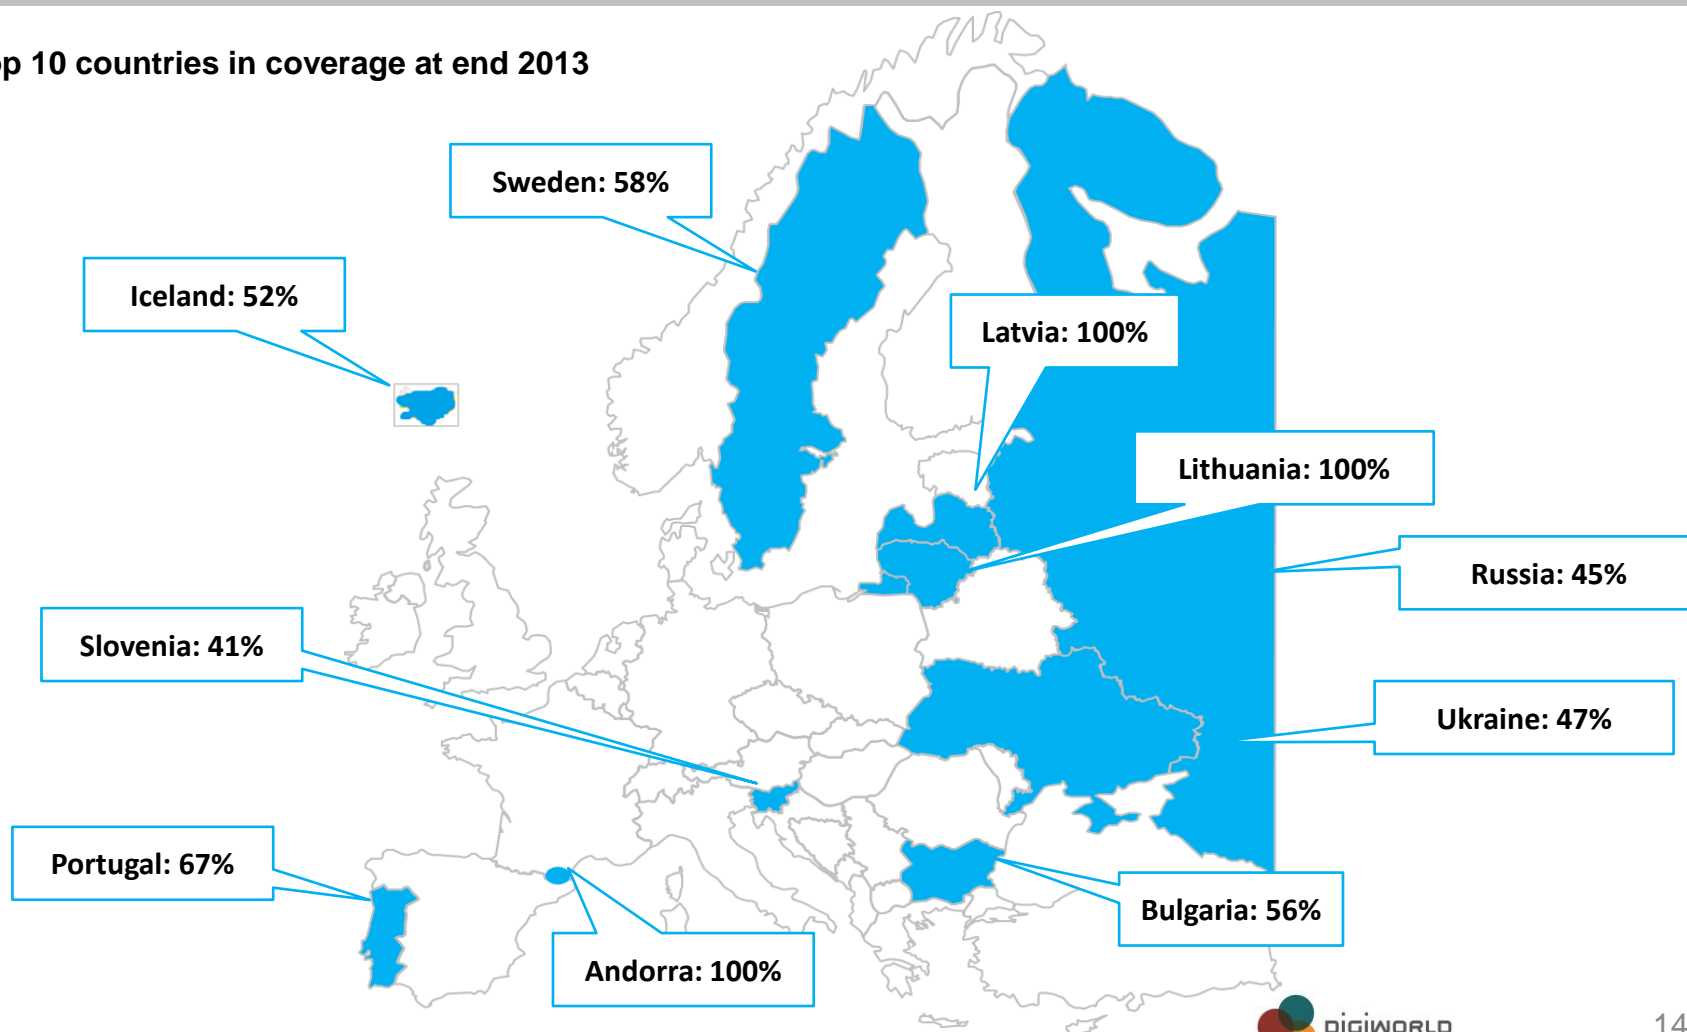 op 10 countries in coverage at end 2013
Sweden: 58%
Iceland: 52%
Latvia: 100%
Lithuania: 100%
Russia: 45%
Slovenia: 41%
Ukraine: 47%
Portugal: 67%
Bulgaria: 56%
Andorra: 100%
DIGIWORLD
14